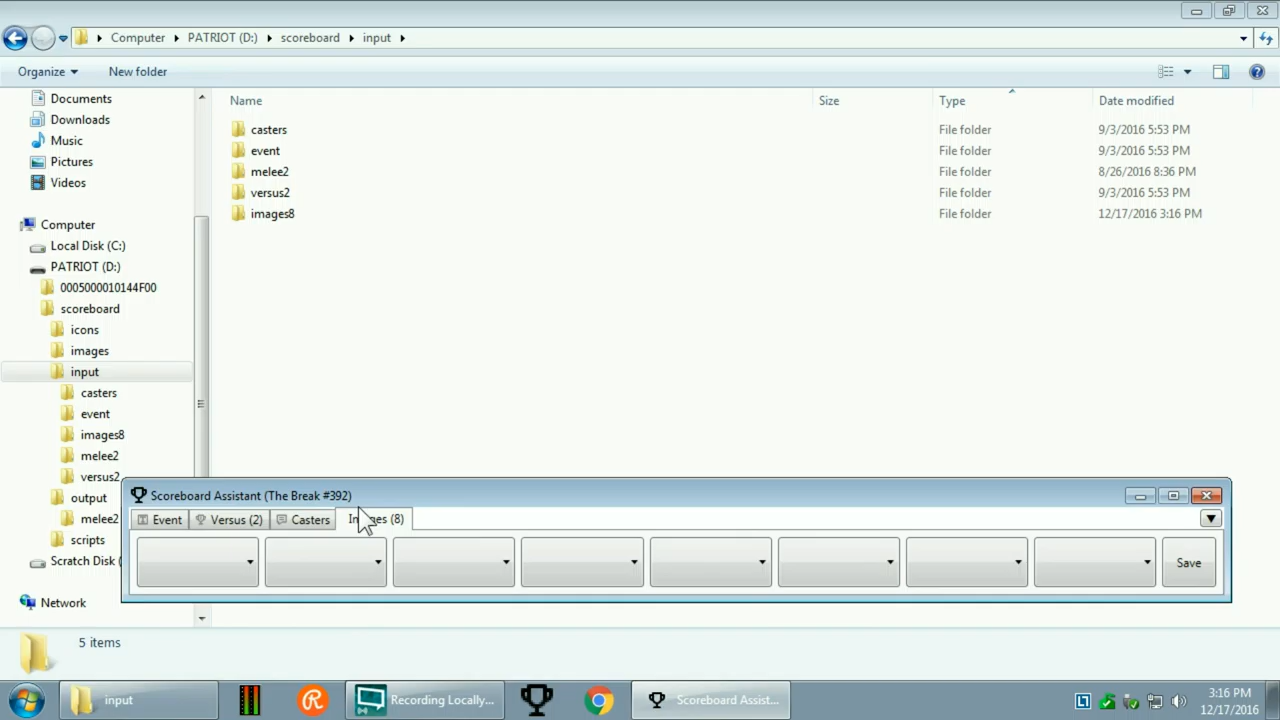 Computer PATRIOT (D:) scoreboard input
Organize New folder
Documents
Downloads
Music
Pictures
Videos
Computer
Local Disk (C:)
PATRIOT (D:)
0005000010144F00
scoreboard
icons
images
input
casters
event
images8
melee2
versus2
output
melee2
scripts
Scratch Disk (
Network
Name Size Type Date modified
casters File folder 9/3/2016 5:53 PM
event File folder 9/3/2016 5:53 PM
melee2 File folder 8/26/2016 8:36 PM
versus2 File folder 9/3/2016 5:53 PM
images8 File folder 12/17/2016 3:16 PM
Scoreboard Assistant (The Break #392)
Event Versus (2) Casters Images (8)
Save
5 items
input Recording Locally... Scoreboard Assist... 3:16 PM
12/17/2016